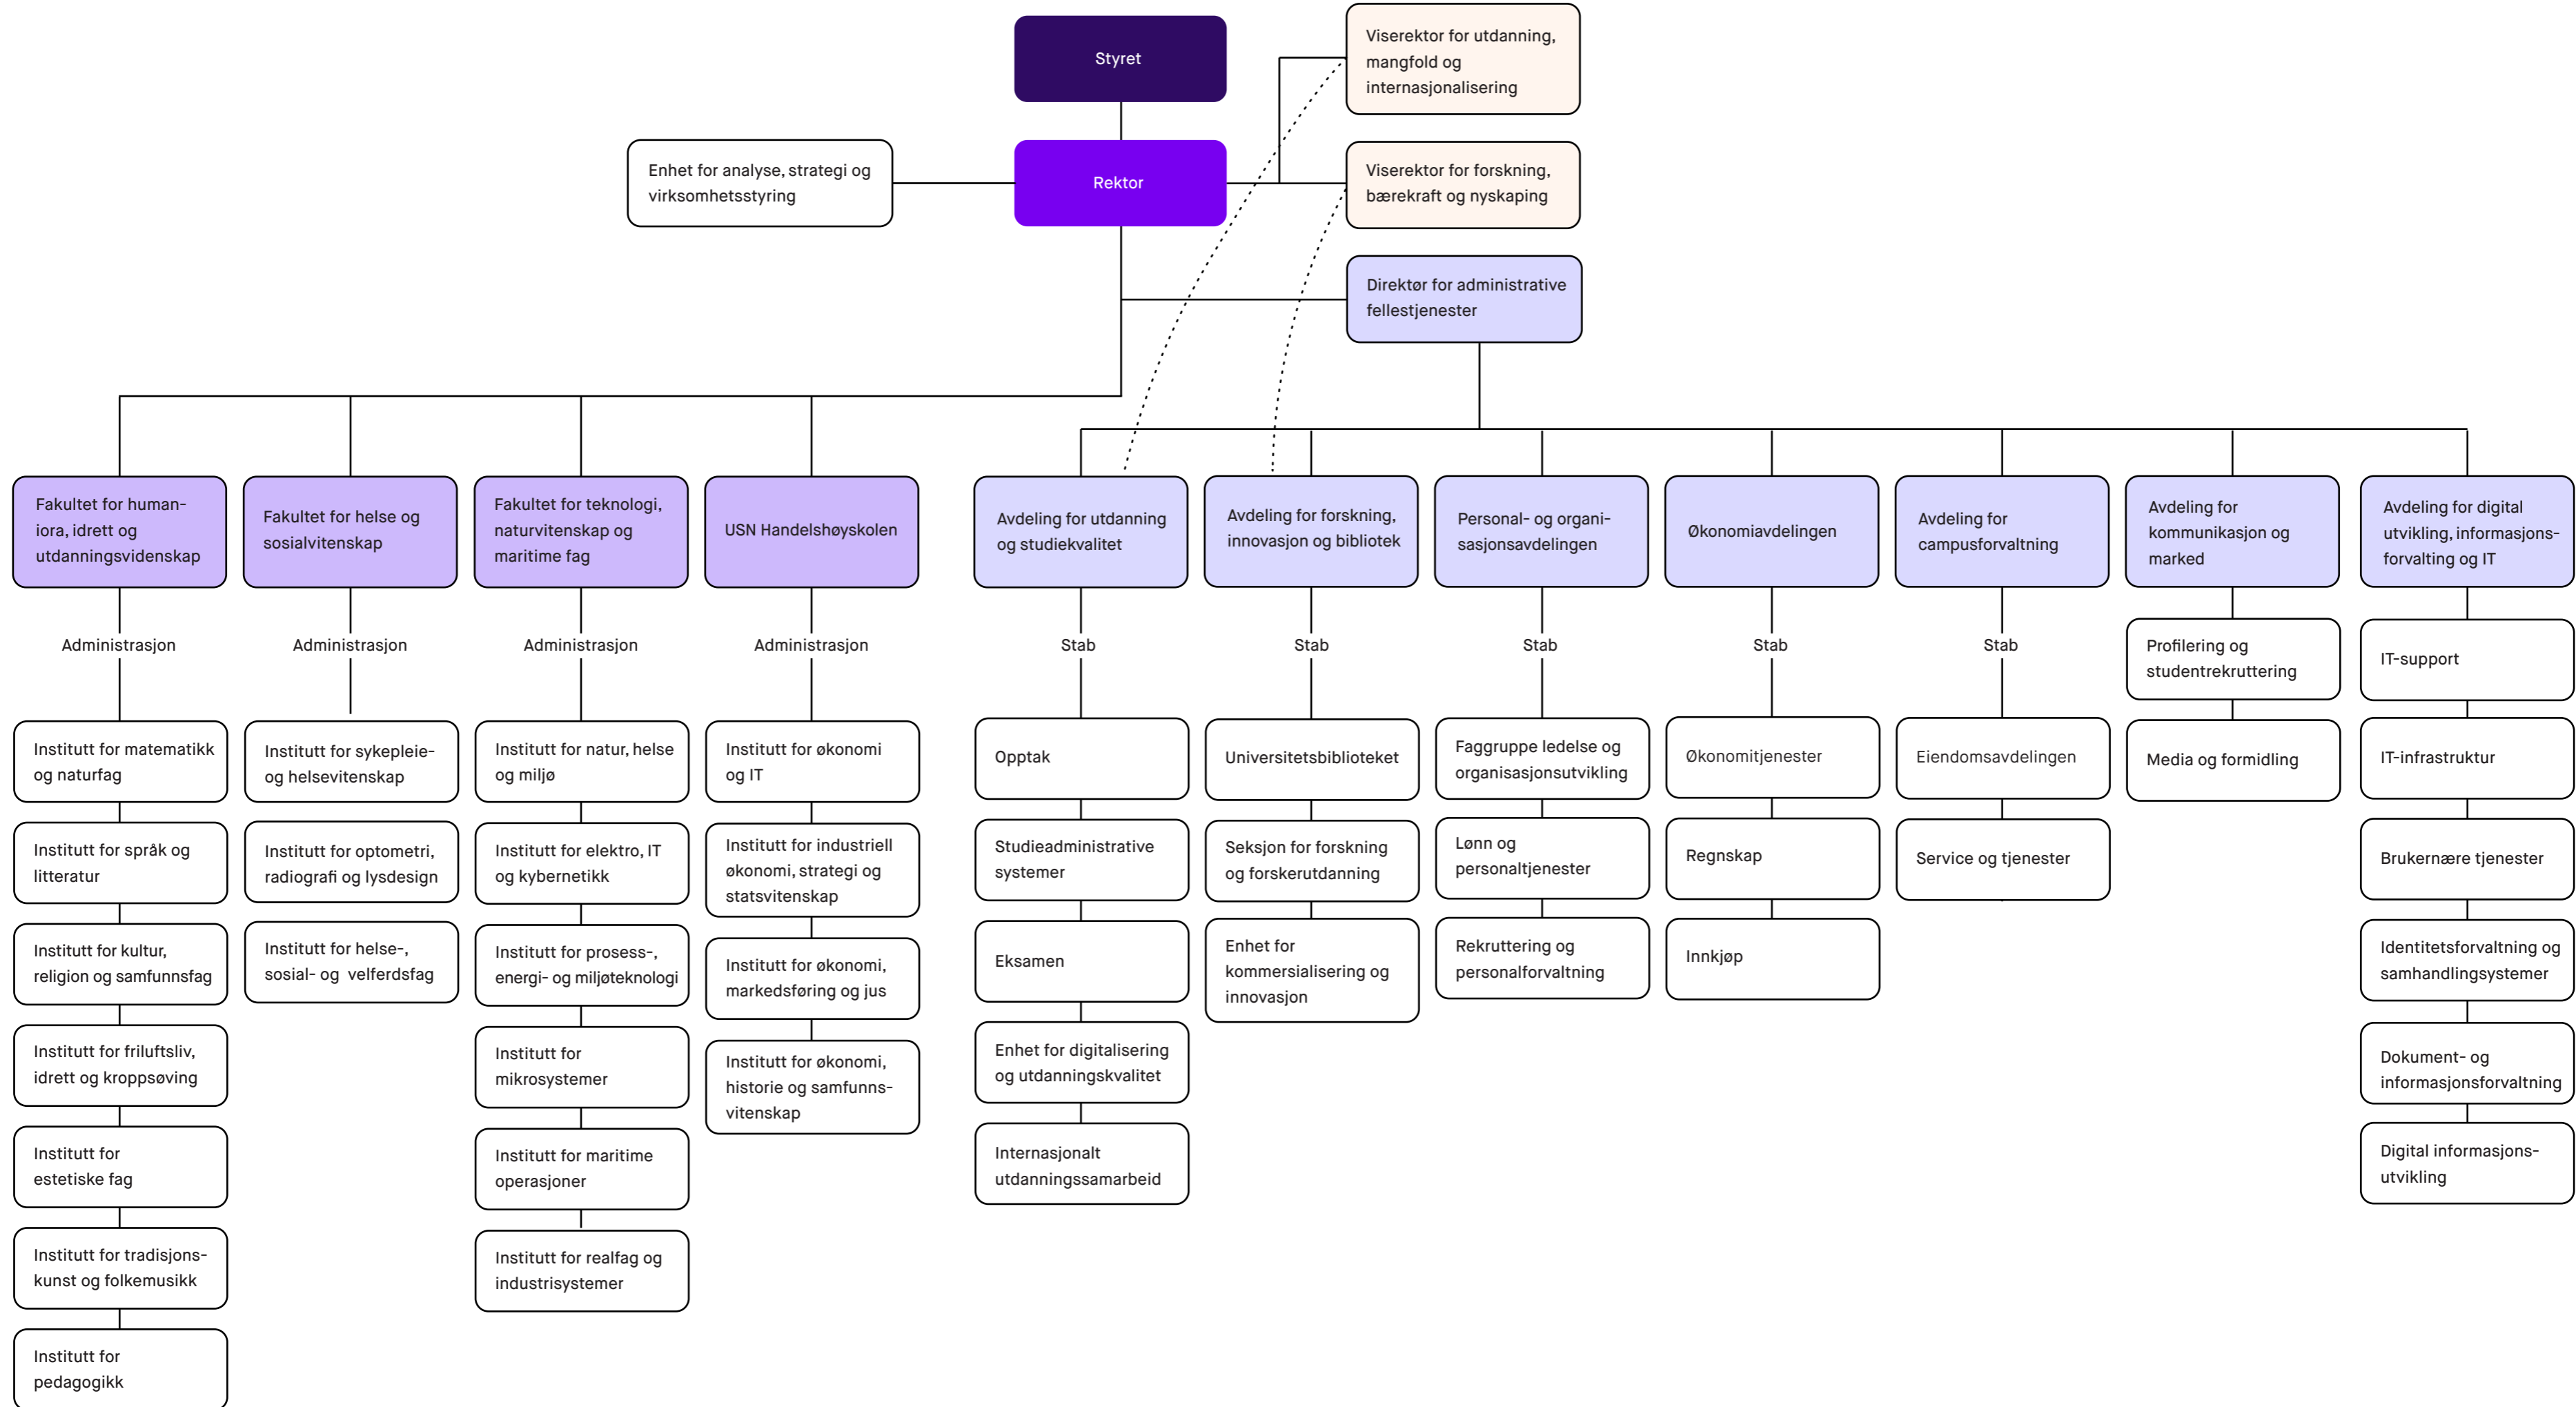 Styret
Viserektor for utdanning,
mangfold og
internasjonalisering
Enhet for analyse, strategi og
virksomhetsstyring
Rektor
Viserektor for forskning,
bærekraft og nyskaping
Direktør for administrative
fellestjenester
Fakultet for human-
iora, idrett og
utdanningsvidenskap
Administrasjon
Institutt for matematikk
og naturfag
Institutt for språk og
litteratur
Institutt for kultur,
religion og samfunnsfag
Institutt for friluftsliv,
idrett og kroppsøving
Institutt for
estetiske fag
Institutt for tradisjons-
kunst og folkemusikk
Institutt for
pedagogikk
Fakultet for helse og
sosialvitenskap
Administrasjon
Institutt for sykepleie-
og helsevitenskap
Institutt for optometri,
radiografi og lysdesign
Institutt for helse-,
sosial- og velferdsfag
Fakultet for teknologi,
naturvitenskap og
maritime fag
Administrasjon
Institutt for natur, helse
og miljø
Institutt for elektro, IT
og kybernetikk
Institutt for prosess-,
energi- og miljøteknologi
Institutt for
mikrosystemer
Institutt for maritime
operasjoner
Institutt for realfag og
industrisystemer
USN Handelshøyskolen
Administrasjon
Institutt for økonomi
og IT
Institutt for industriell
økonomi, strategi og
statsvitenskap
Institutt for økonomi,
markedsføring og jus
Institutt for økonomi,
historie og samfunns-
vitenskap
Avdeling for utdanning
og studiekvalitet
Stab
Opptak
Studieadministrative
systemer
Eksamen
Enhet for digitalisering
og utdanningskvalitet
Internasjonalt
utdanningssamarbeid
Avdeling for forskning,
innovasjon og bibliotek
Stab
Universitetsbiblioteket
Seksjon for forskning
og forskerutdanning
Enhet for
kommersialisering og
innovasjon
Personal- og organi-
sasjonsavdelingen
Stab
Faggruppe ledelse og
organisasjonsutvikling
Lønn og
personaltjenester
Rekruttering og
personalforvaltning
Økonomiavdelingen
Stab
Økonomitjenester
Regnskap
Innkjøp
Avdeling for
campusforvaltning
Stab
Eiendomsavdelingen
Service og tjenester
Avdeling for
kommunikasjon og
marked
Profilering og
studentrekruttering
Media og formidling
Avdeling for digital
utvikling, informasjons-
forvalting og IT
IT-support
IT-infrastruktur
Brukernære tjenester
Identitetsforvaltning og
samhandlingsystemer
Dokument- og
informasjonsforvaltning
Digital informasjons-
utvikling